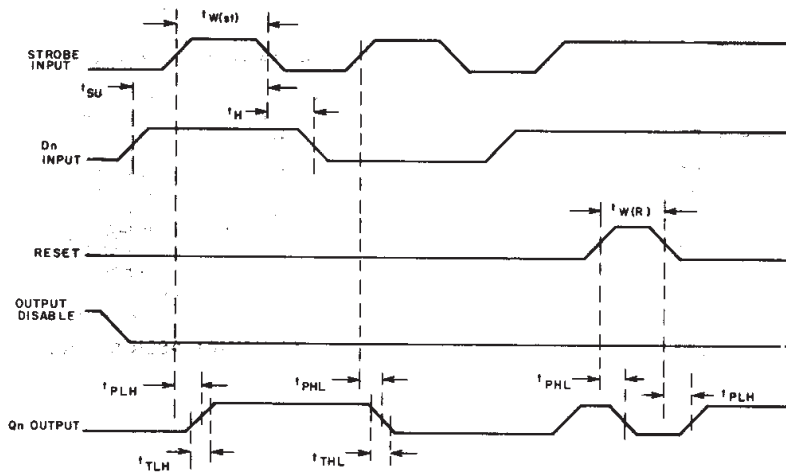 tW(st)
STROBE
INPUT
tSU
tH
Dn
INPUT
tW(R)
RESET
OUTPUT
DISABLE
tPLH
tPHL
tPHL
tPLH
Qn OUTPUT
tTLH
tTHL